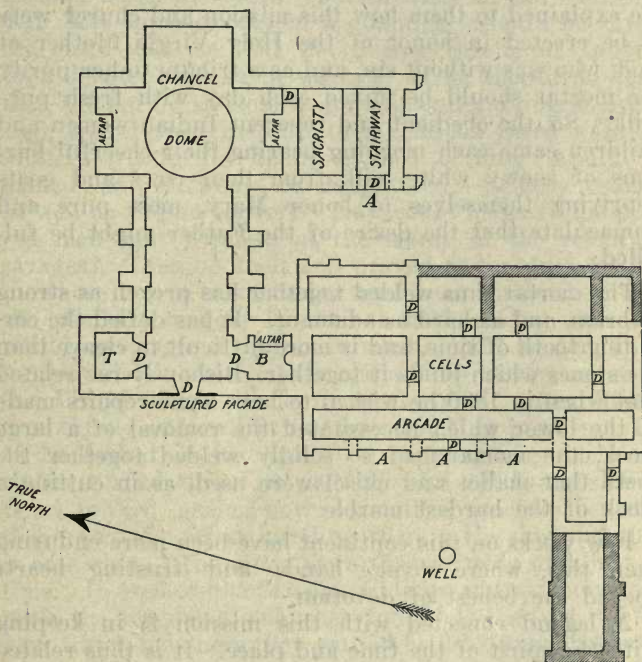 CHANCEL
D
ALTAR
DOME
ALTAR
SACRISTY
STAIRWAY
D
A
T
D
D
B
ALTAR
D
SCULPTURED FACADE
D
D
D
CELLS
D
D
D
D
ARCADE
D
D
A
A
A
D
D
TRUE
NORTH
WELL